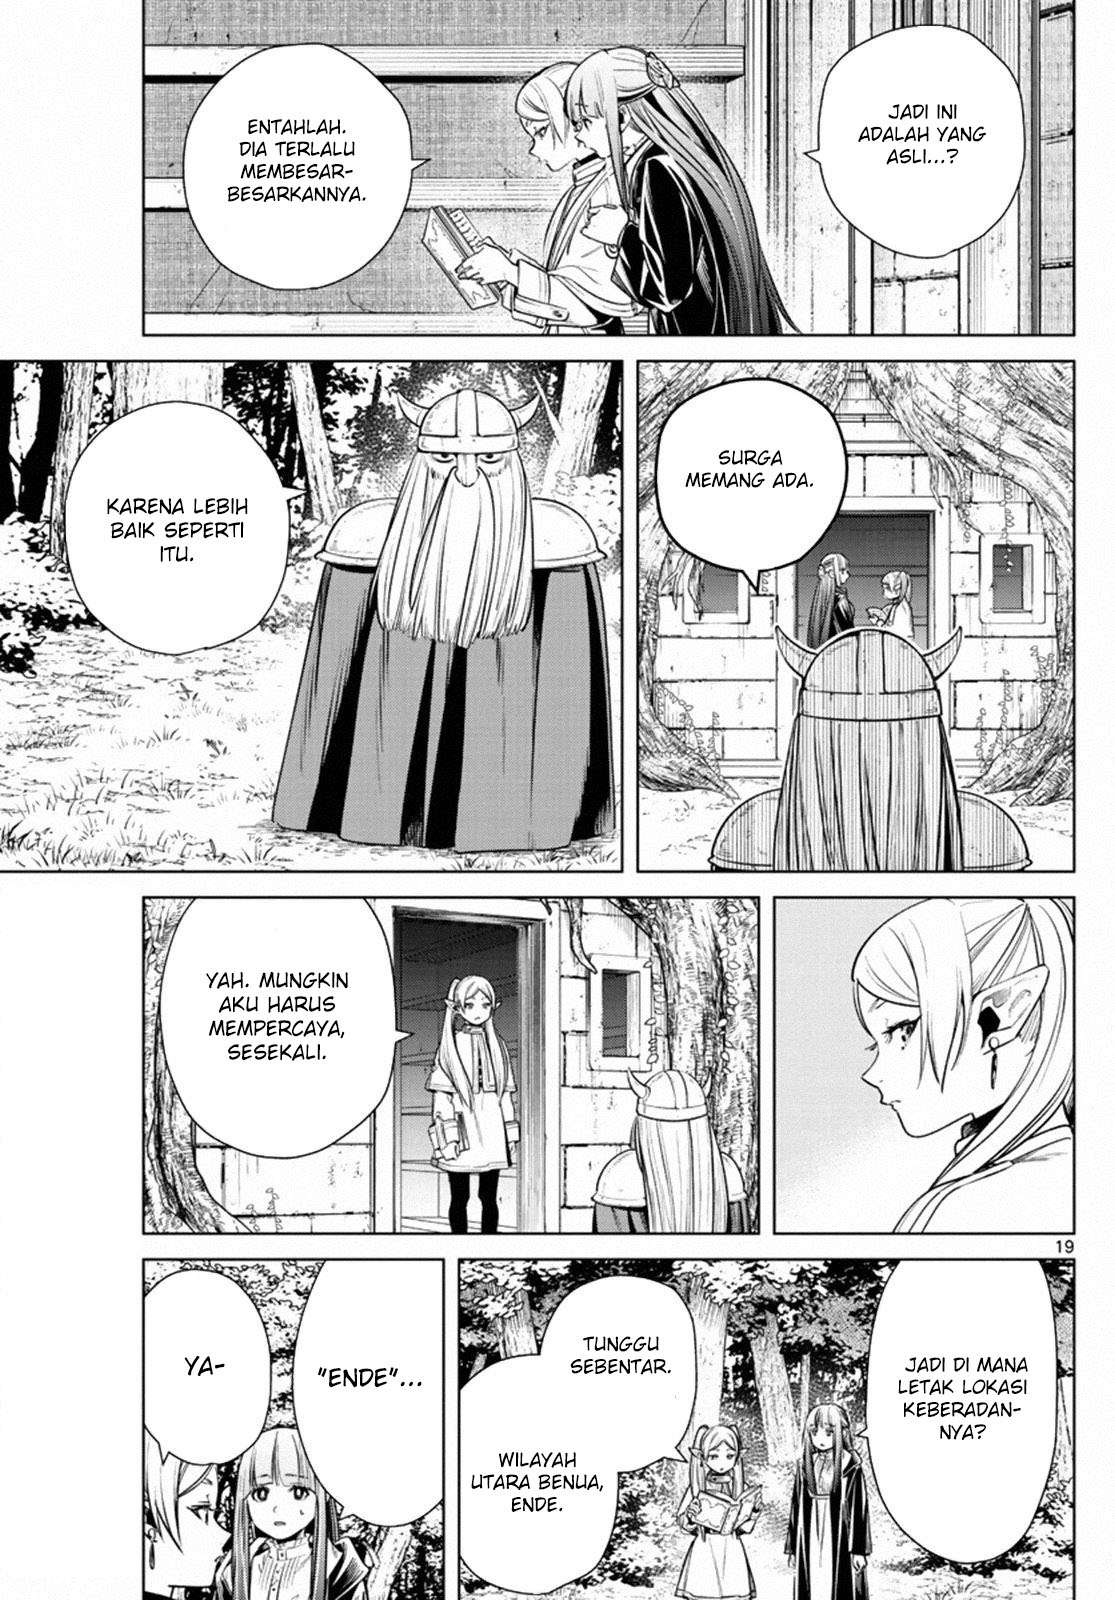 JADI INI
ADALAH YANG
ASLI...?
ENTAHLAH.
DIA TERLALU
MEMBESAR-
BESARKANNYA.
SURGA
MEMANG ADA.
KARENA LEBIH
BAIK SEPERTI
ITU.
YAH. MUNGKIN
AKU HARUS
MEMPERCAYA,
SESEKALI.
19
JADI DI MANA
LETAK LOKASI
KEBERADAN-
NYA?
TUNGGU
SEBENTAR.
WILAYAH
UTARA BENUA,
ENDE.
"ENDE"...
YA-